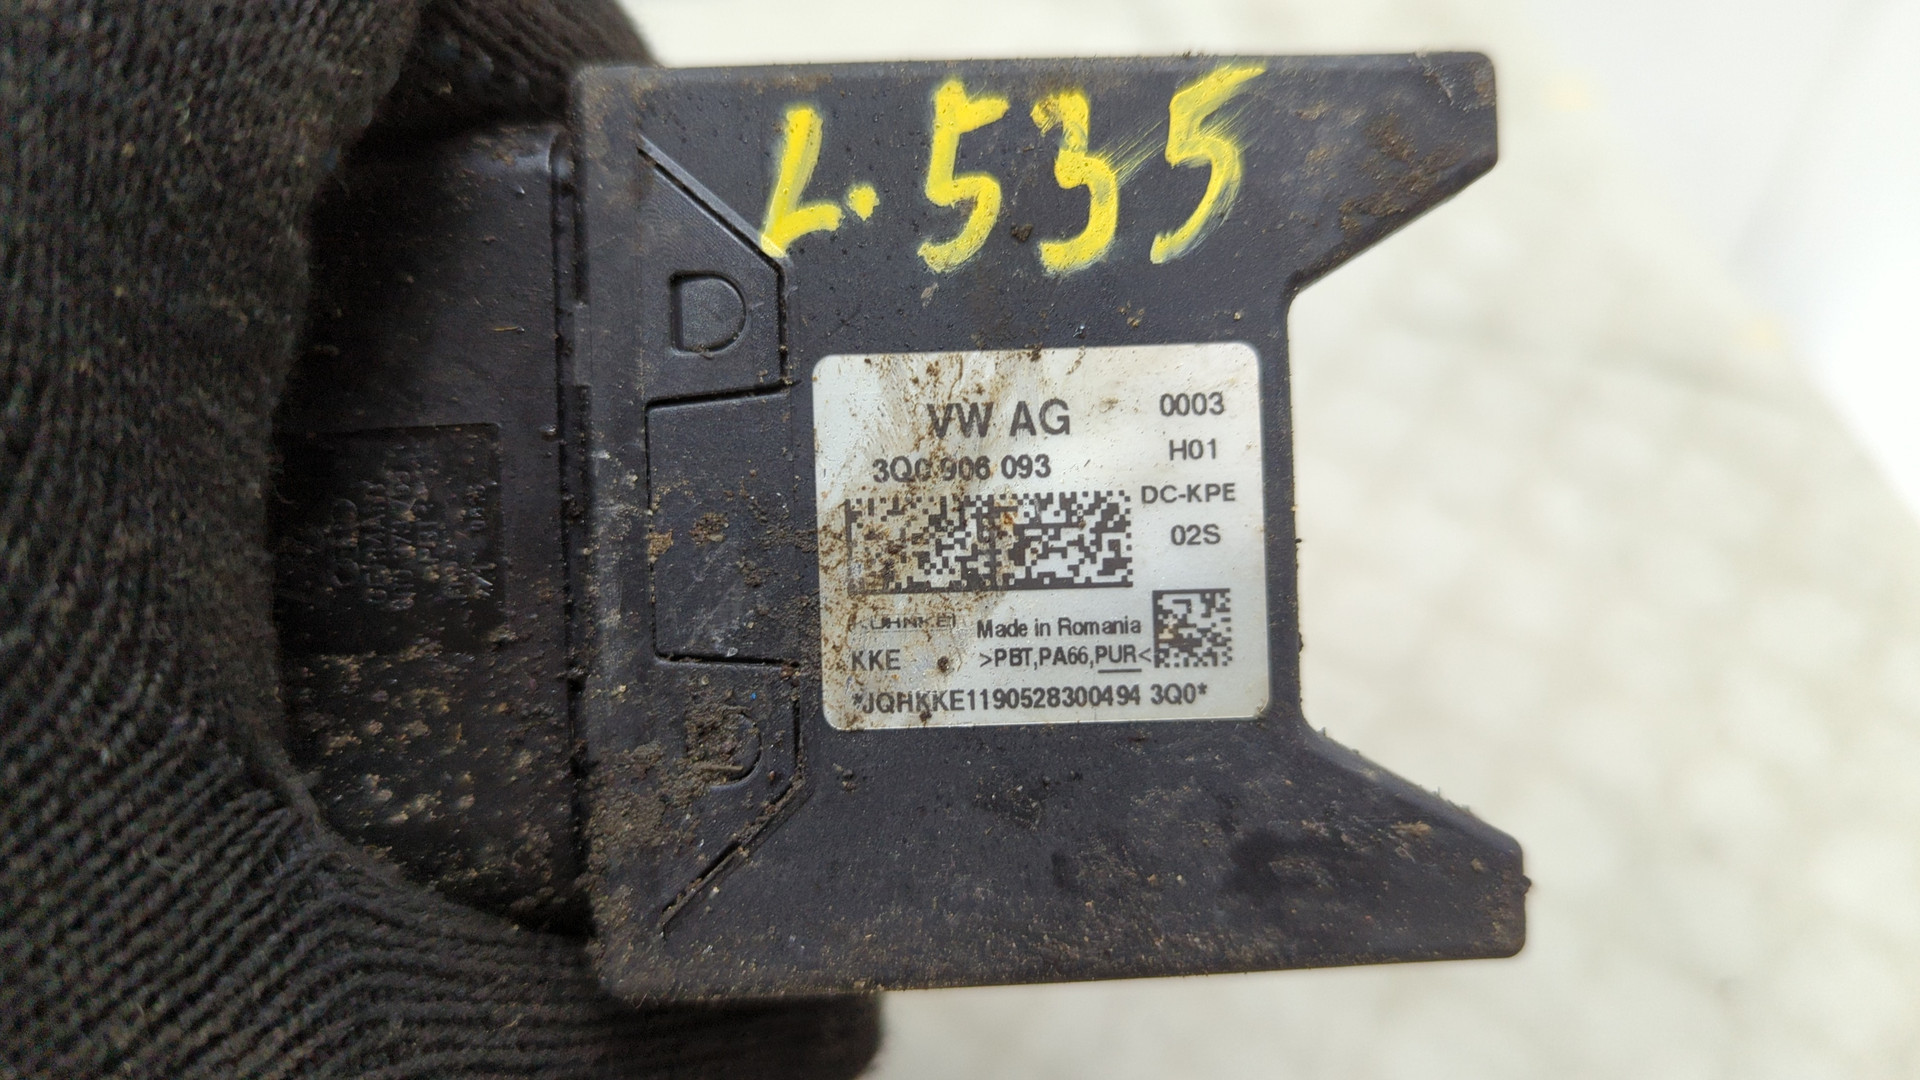 L.535
D
VW AG
0003
3Q0 906 093
H01
DC-KPE
02S
KUHNKE
Made in Romania
KKE
>PBT,PA66,PUR<
*JQHKKE1190528300494 3Q0*
D